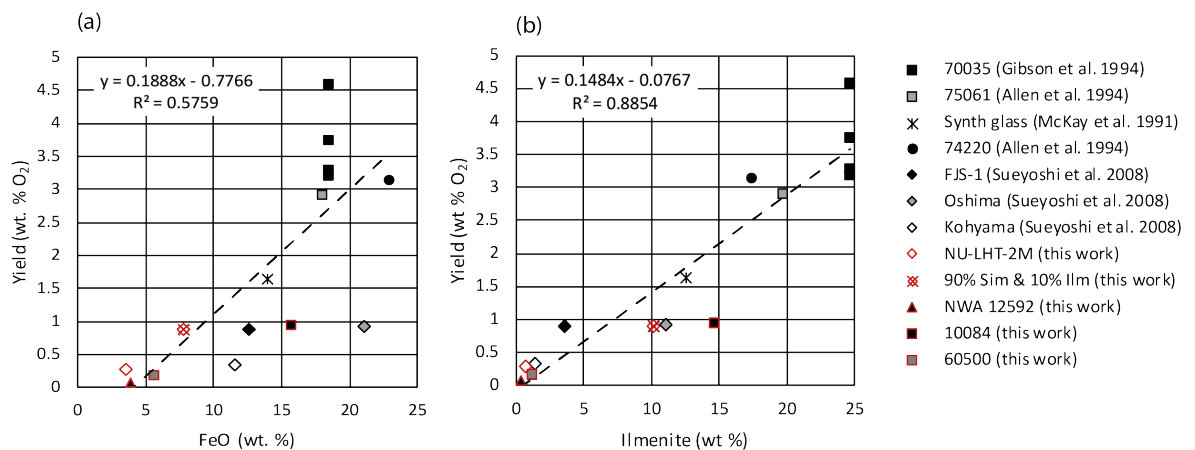 (a)
y = 0.1888x - 0.7766
R² = 0.5759
5
4.5
4
3.5
3
2.5
2
1.5
1
0.5
0
Yield (wt. % O₂)
0 5 10 15 20 25
FeO (wt. %)
(b)
y = 0.1484x - 0.0767
R² = 0.8854
5
4.5
4
3.5
3
2.5
2
1.5
1
0.5
0
Yield (wt % O₂)
0 5 10 15 20 25
Ilmenite (wt %)
70035 (Gibson et al. 1994)
75061 (Allen et al. 1994)
Synth glass (McKay et al. 1991)
74220 (Allen et al. 1994)
FJS-1 (Sueyoshi et al. 2008)
Oshima (Sueyoshi et al. 2008)
Kohyama (Sueyoshi et al. 2008)
NU-LHT-2M (this work)
90% Sim & 10% Ilm (this work)
NWA 12592 (this work)
10084 (this work)
60500 (this work)